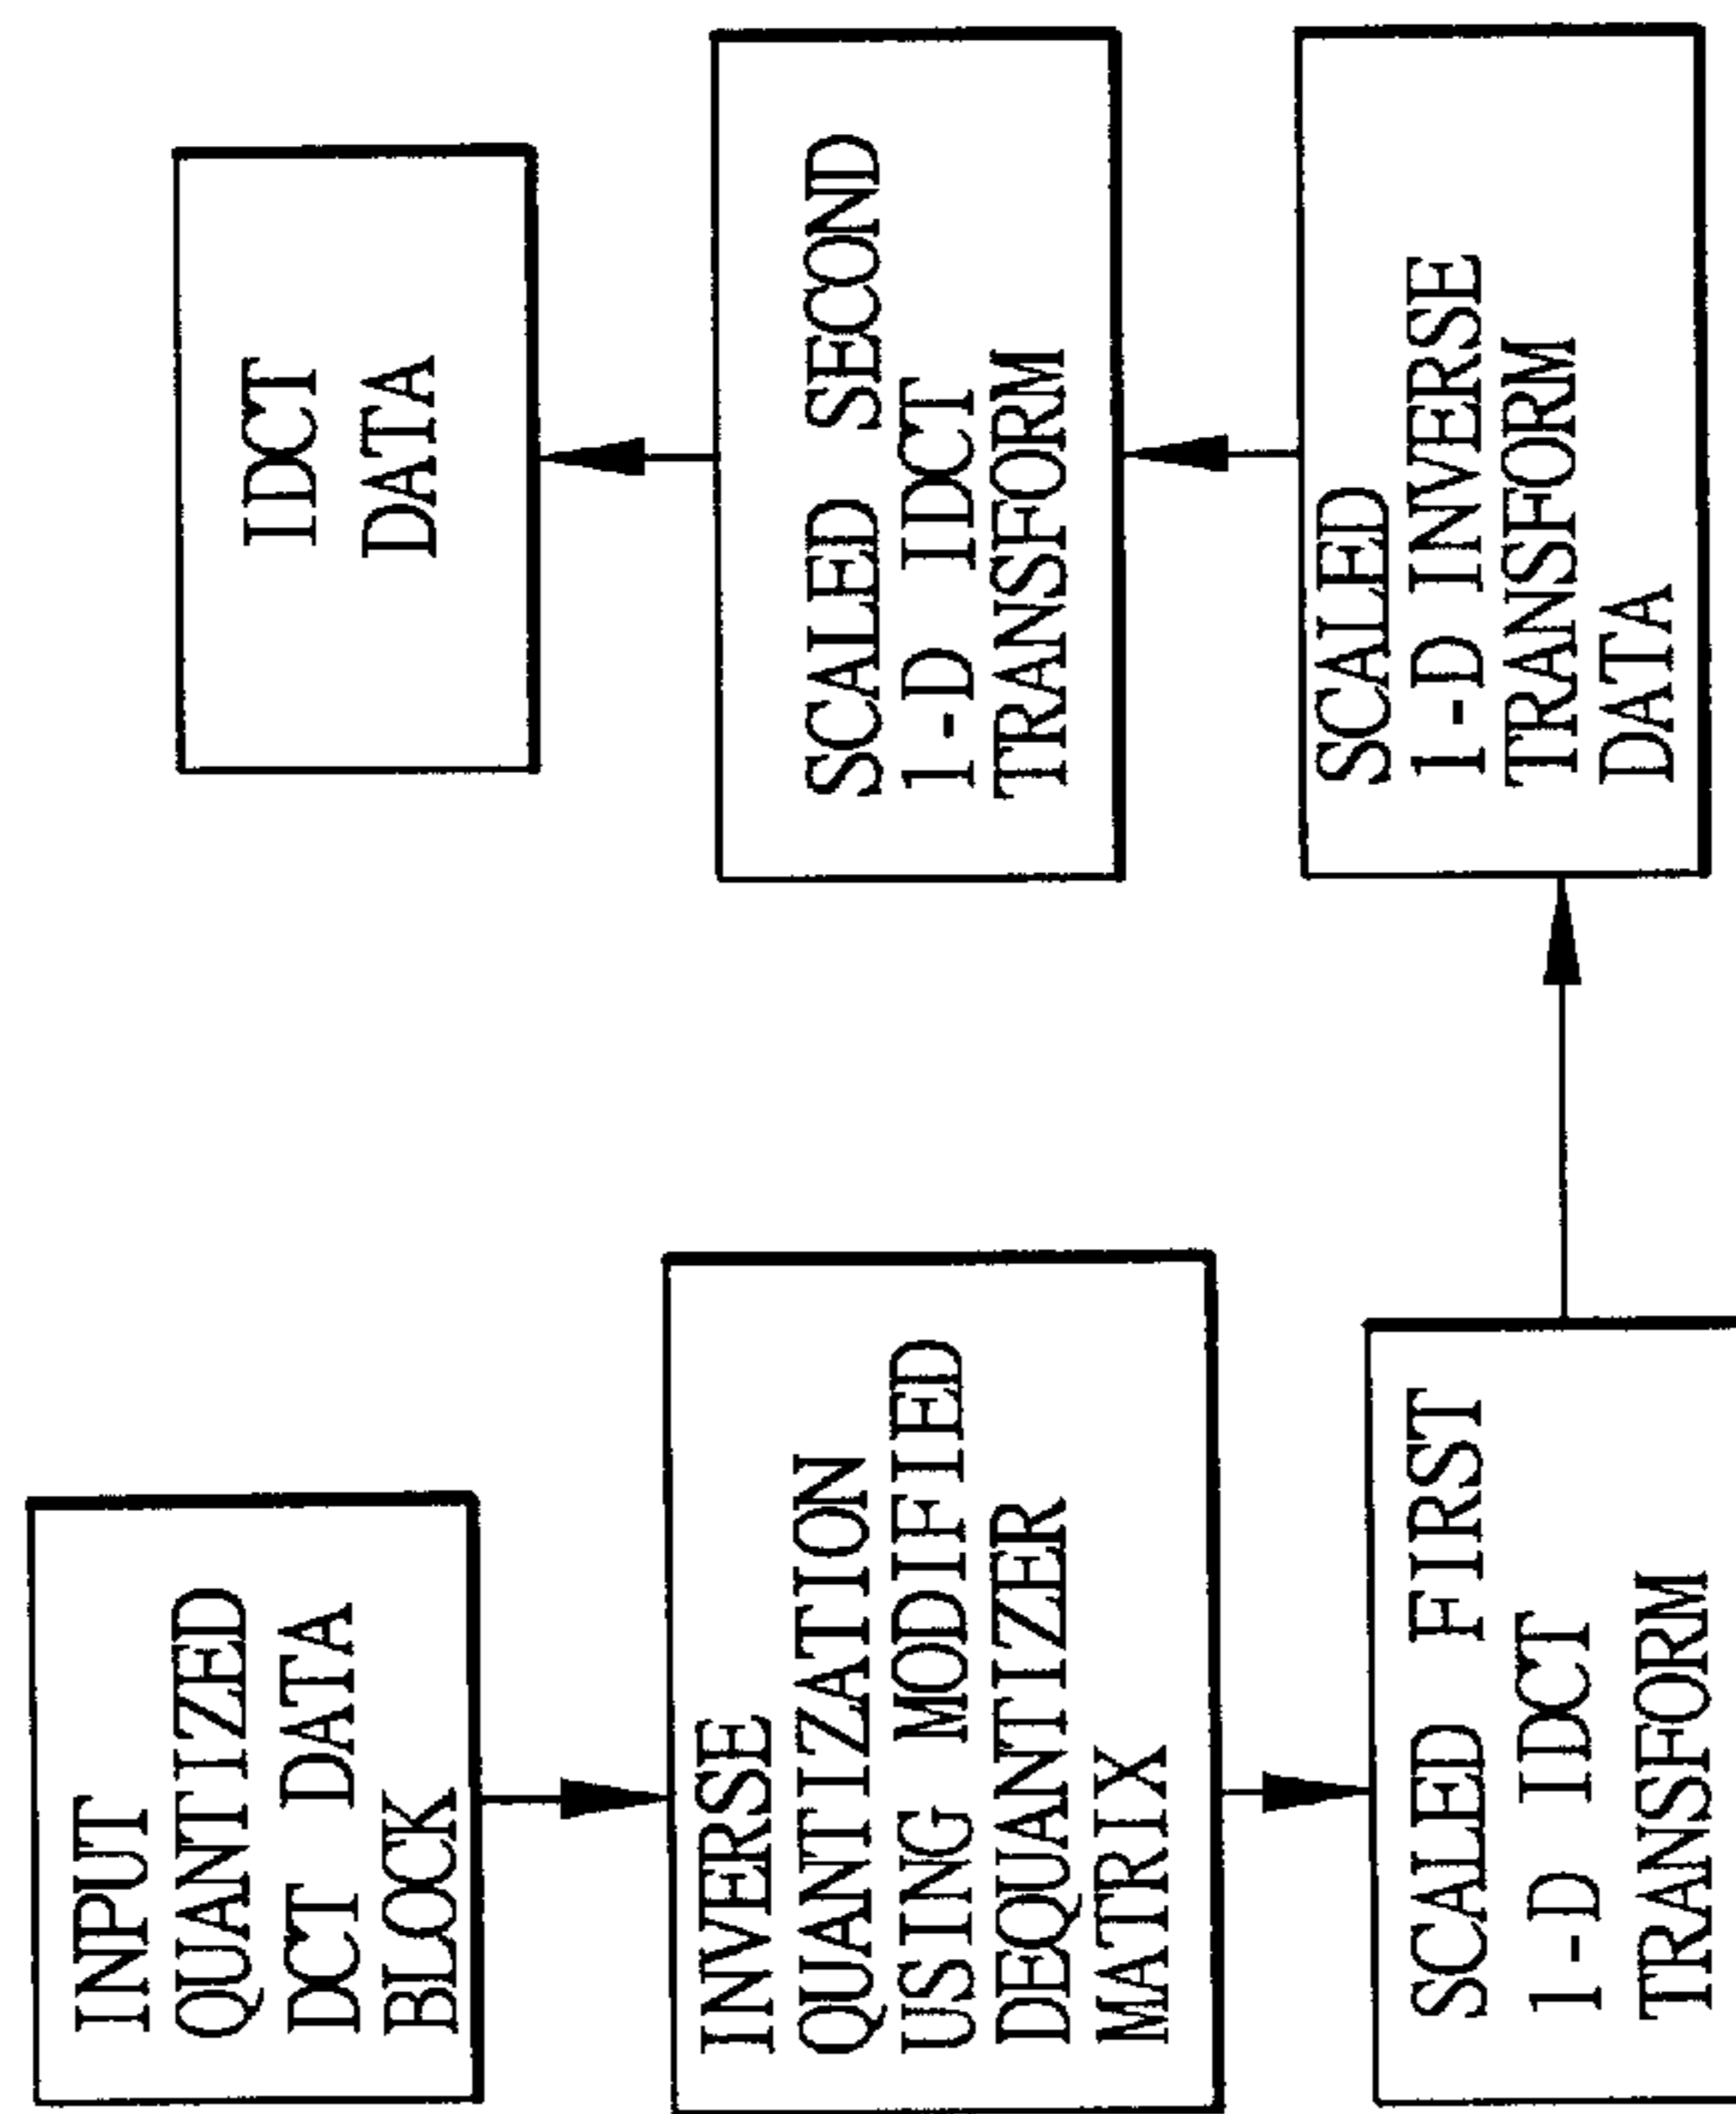 INPUT
QUANTIZED
DCT DATA
BLOCK
INVERSE
QUANTIZATION
USING MODIFIED
DEQUANTIZER
MATRIX
SCALED FIRST
1-D IDCT
TRANSFORM
SCALED
1-D INVERSE
TRANSFORM
DATA
SCALED SECOND
1-D IDCT
TRANSFORM
IDCT
DATA